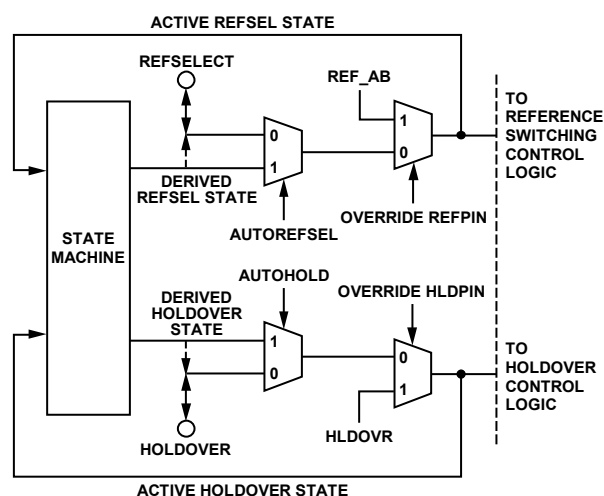 ACTIVE REFSEL STATE
REFSELECT
REF_AB
TO
REFERENCE
SWITCHING
CONTROL
LOGIC
1
0
0
1
DERIVED
REFSEL STATE
OVERRIDE REFPIN
AUTOREFSEL
STATE
MACHINE
AUTOHOLD
OVERRIDE HLDPIN
DERIVED
HOLDOVER
STATE
1
0
0
1
TO
HOLDOVER
CONTROL
LOGIC
HOLDOVER
HLDOVR
ACTIVE HOLDOVER STATE